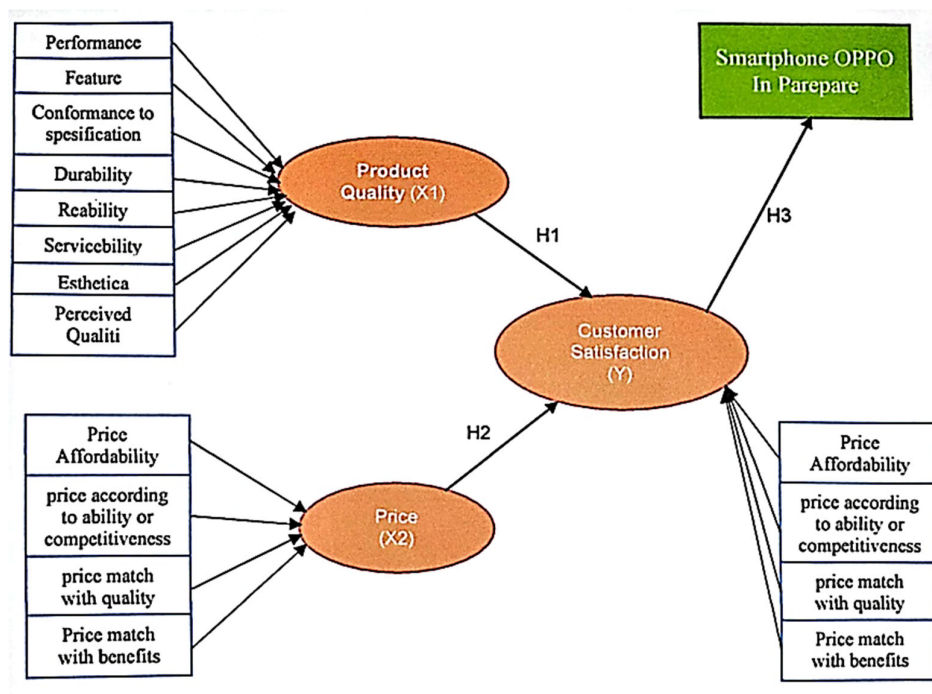 Performance
Feature
Conformance to
spesification
Durability
Reability
Servicebility
Esthetica
Perceived
Qualiti
Product
Quality (X1)
Smartphone OPPO
In Parepare
H1
H3
Customer
Satisfaction
(Y)
H2
Price
Affordability
price according
to ability or
competitiveness
price match
with quality
Price match
with benefits
Price
(X2)
Price
Affordability
price according
to ability or
competitiveness
price match
with quality
Price match
with benefits